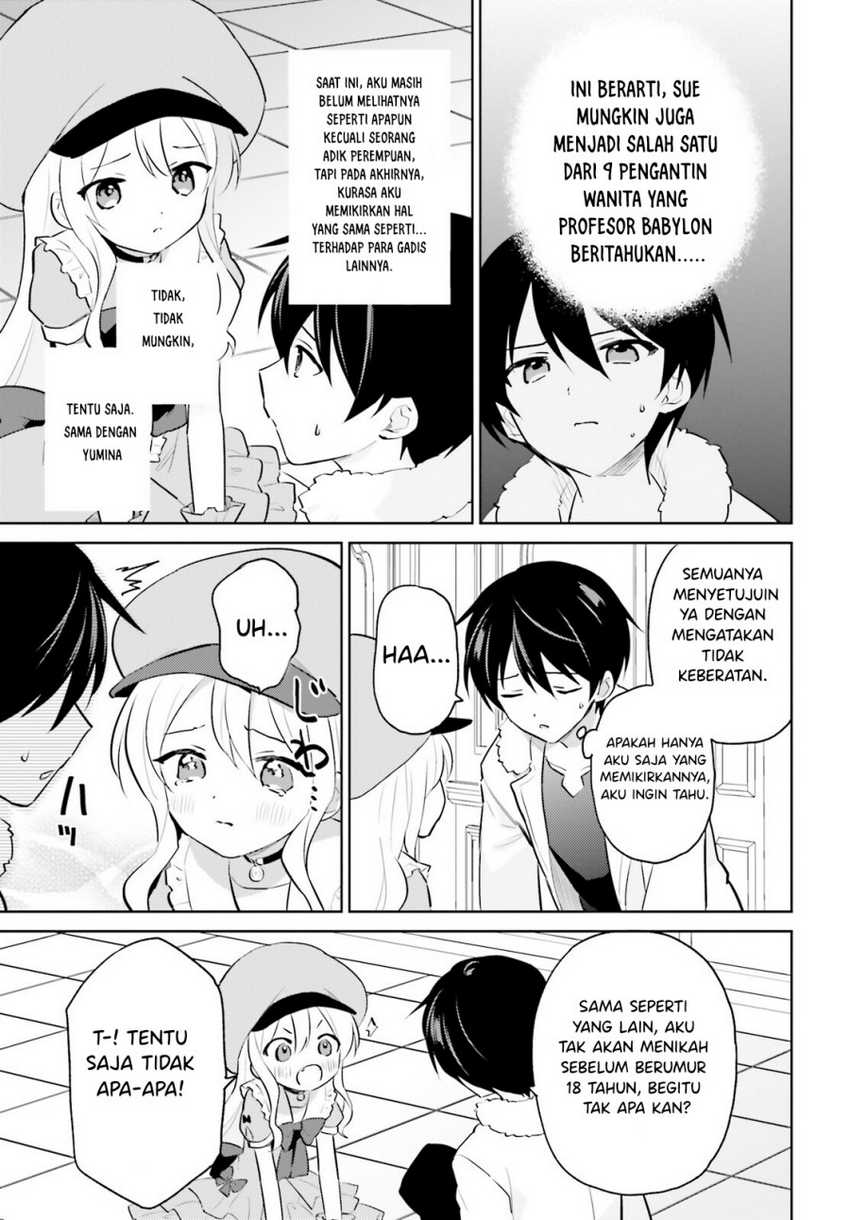 INI BERARTI, SUE
MUNGKIN JUGA
MENJADI SALAH SATU
DARI 9 PENGANTIN
WANITA YANG
PROFESOR BABYLON
BERITAHUKAN.....
SAAT INI, AKU MASIH
BELUM MELIHATNYA
SEPERTI APAPUN
KECUALI SEORANG
ADIK PEREMPUAN,
TAPI PADA AKHIRNYA,
KURASA AKU
MEMIKIRKAN HAL
YANG SAMA SEPERTI...
TERHADAP PARA GADIS
LAINNYA.
TIDAK,
TIDAK
MUNGKIN,
TENTU SAJA.
SAMA DENGAN
YUMINA
SEMUANYA
MENYETUJUIN
YA DENGAN
MENGATAKAN
TIDAK
KEBERATAN.
APAKAH HANYA
AKU SAJA YANG
MEMIKIRKANNYA,
AKU INGIN TAHU.
HAA...
UH...
じわ…
ハッ
SAMA SEPERTI
YANG LAIN, AKU
TAK AKAN MENIKAH
SEBELUM BERUMUR
18 TAHUN, BEGITU
TAK APA KAN?
T-! TENTU
SAJA TIDAK
APA-APA!